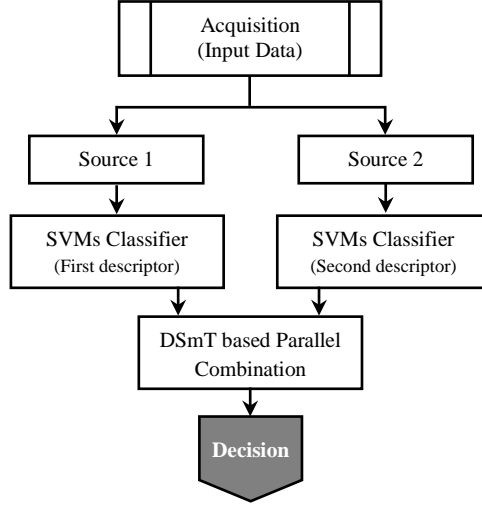 Acquisition
(Input Data)
Source 1
Source 2
SVMs Classifier
(First descriptor)
SVMs Classifier
(Second descriptor)
DSmT based Parallel
Combination
Decision